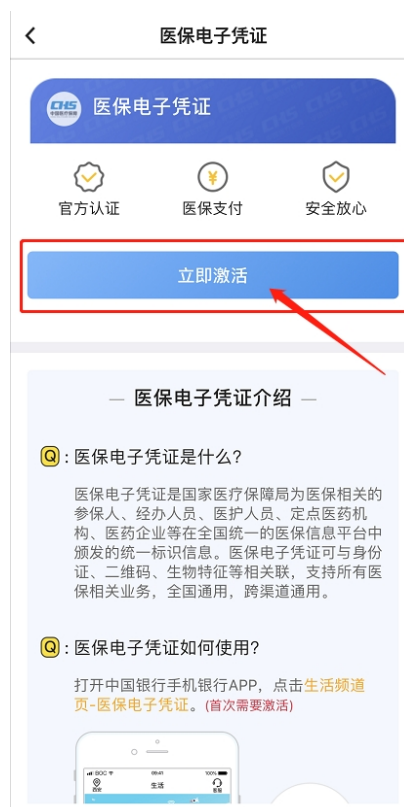 医保电子凭证
CHS
医保电子凭证
官方认证 医保支付 安全放心
立即激活
— 医保电子凭证介绍 —
Q：医保电子凭证是什么?
医保电子凭证是国家医疗保障局为医保相关的
参保人、经办人员、医护人员、定点医药机
构、医药企业等在全国统一的医保信息平台中
颁发的统一标识信息。医保电子凭证可与身份
证、二维码、生物特征等相关联，支持所有医
保相关业务，全国通用，跨渠道通用。
Q：医保电子凭证如何使用?
打开中国银行手机银行APP，点击生活频道
页-医保电子凭证。(首次需要激活)
BOC 09:41 100%
西安 生活 客服